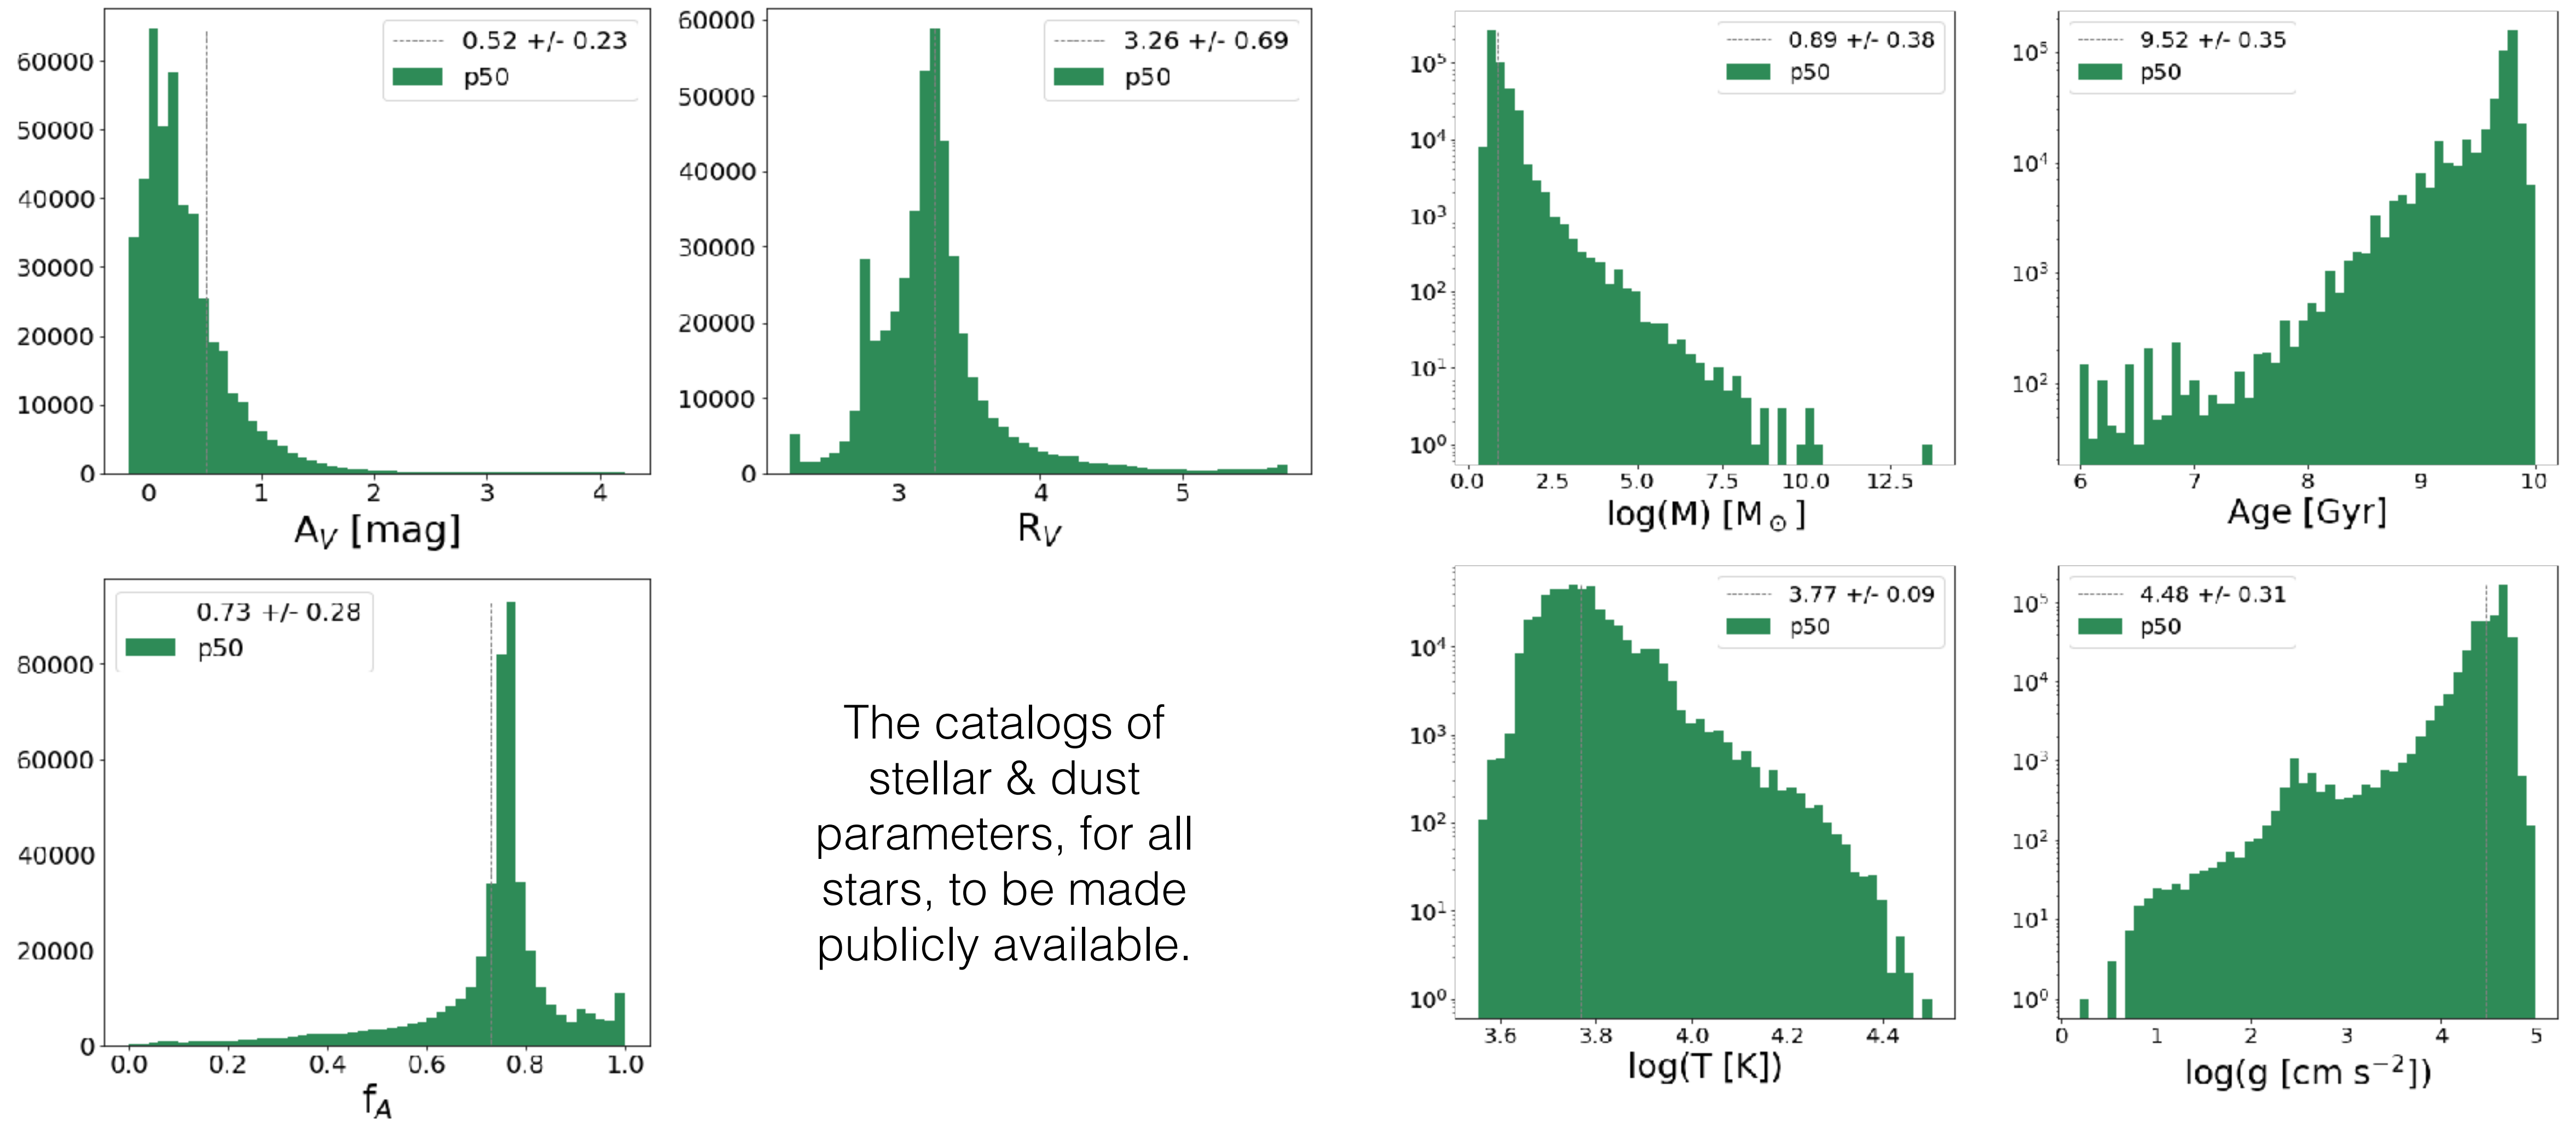 0.52 +/- 0.23
p50
60000
50000
40000
30000
20000
10000
0
0 1 2 3 4
A_V [mag]
3.26 +/- 0.69
p50
60000
50000
40000
30000
20000
10000
0
3 4 5
R_V
0.89 +/- 0.38
p50
10^5
10^4
10^3
10^2
10^1
10^0
0.0 2.5 5.0 7.5 10.0 12.5
log(M) [M_⊙]
9.52 +/- 0.35
p50
10^5
10^4
10^3
10^2
6 7 8 9 10
Age [Gyr]
0.73 +/- 0.28
p50
80000
60000
40000
20000
0
0.0 0.2 0.4 0.6 0.8 1.0
f_A
The catalogs of
stellar & dust
parameters, for all
stars, to be made
publicly available.
3.77 +/- 0.09
p50
10^4
10^3
10^2
10^1
10^0
3.6 3.8 4.0 4.2 4.4
log(T [K])
4.48 +/- 0.31
p50
10^5
10^4
10^3
10^2
10^1
10^0
0 1 2 3 4 5
log(g [cm s^−2])